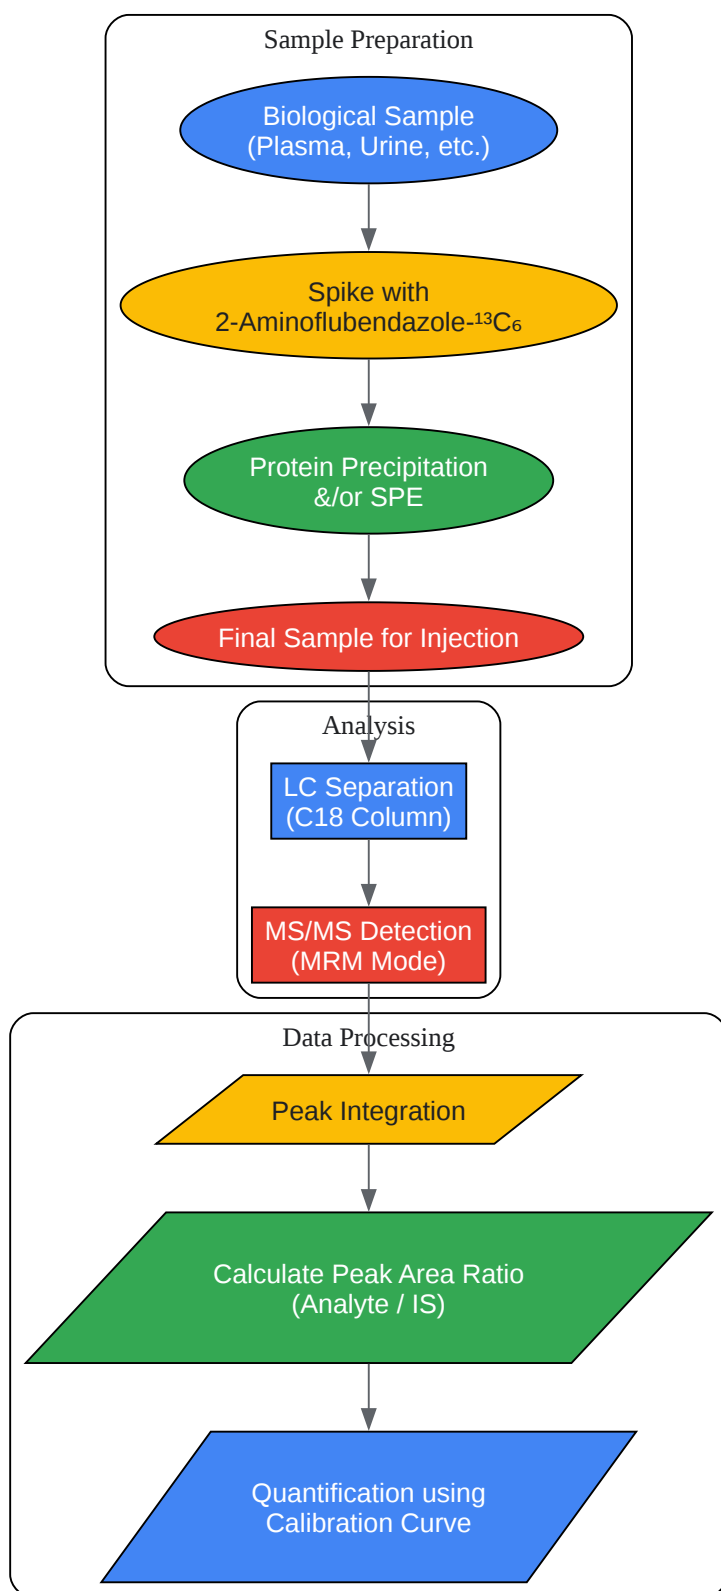 Sample Preparation
Biological Sample
(Plasma, Urine, etc.)
Spike with
2-Aminoflubendazole-¹³C₆
Protein Precipitation
&/or SPE
Final Sample for Injection
Analysis
LC Separation
(C18 Column)
MS/MS Detection
(MRM Mode)
Data Processing
Peak Integration
Calculate Peak Area Ratio
(Analyte / IS)
Quantification using
Calibration Curve